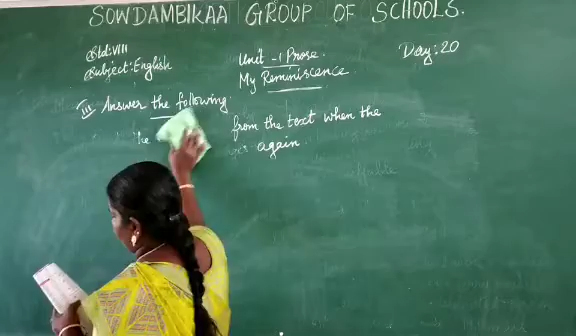 SOWDAMBIKAA GROUP OF SCHOOLS.
Std:VIII
Subject:English
Unit -1 Prose.
My Reminiscence
Day:20
III Answer the following
from the text when the
again